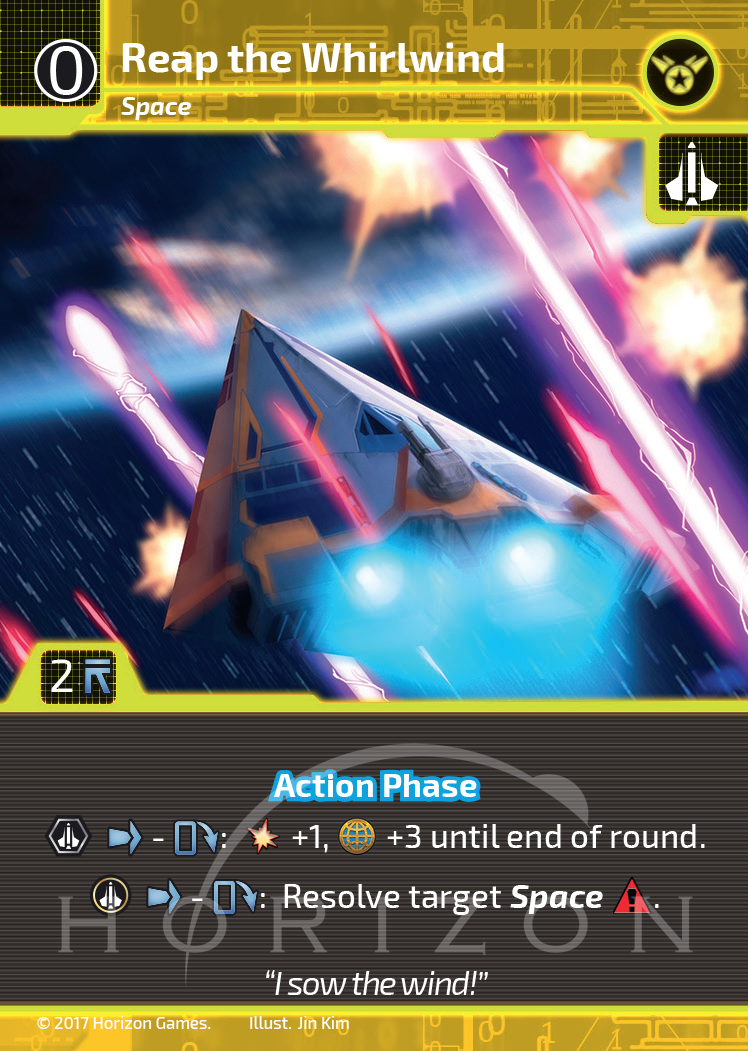 0
Reap the Whirlwind
Space
2
Action Phase
- : +1, +3 until end of round.
- : Resolve target Space .
HORIZON
“I sow the wind!”
© 2017 Horizon Games. Illust. Jin Kim